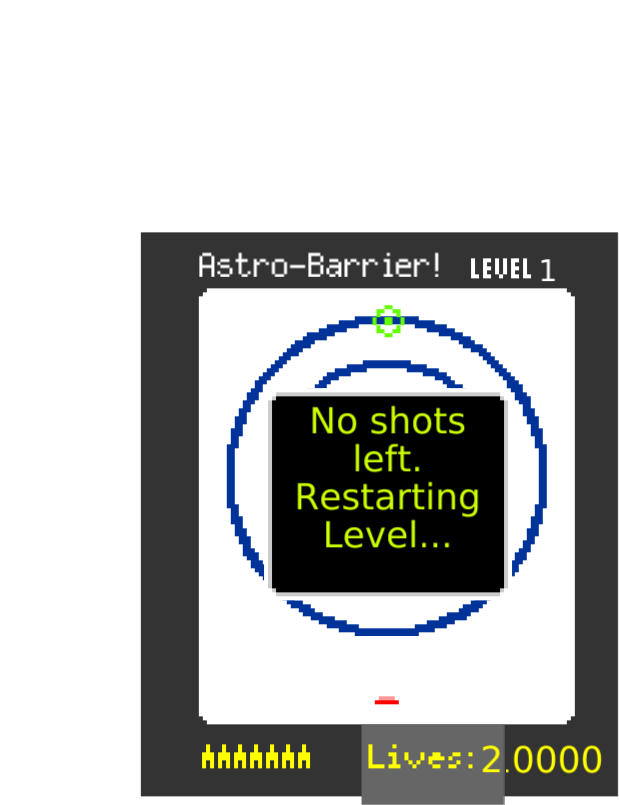 Astro-Barrier! LEVEL 1
No shots
left.
Restarting
Level...
Lives:2.0000